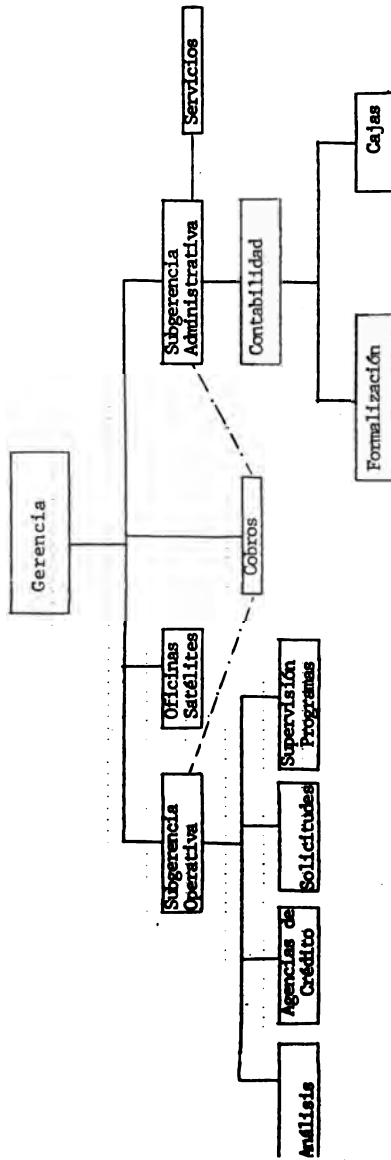 Gerencia
Subgerencia
Operativa
Oficinas
Satélites
Cobros
Subgerencia
Administrativa
Servicios
Contabilidad
Análisis
Agencias de
Crédito
Solicitudes
Supervisión
Programas
Formalización
Cajas